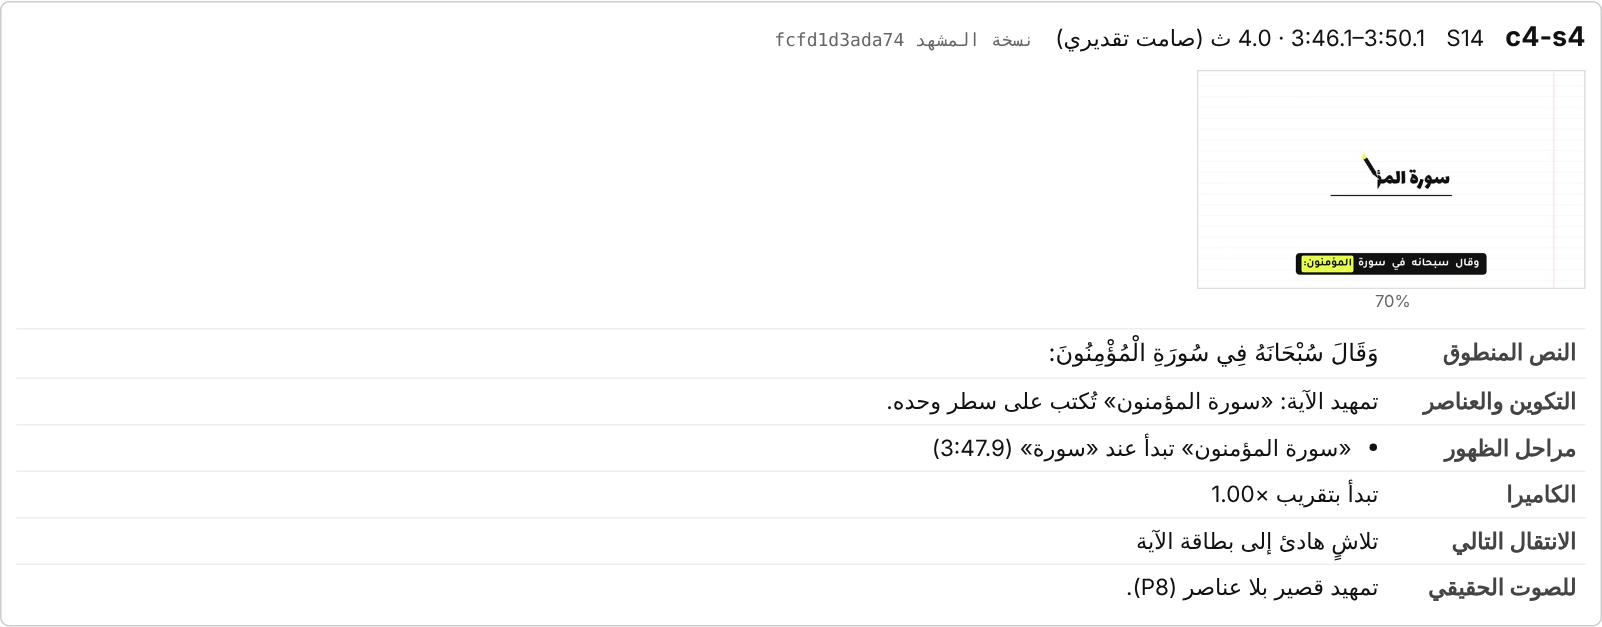 c4-s4 S14 3:46.1–3:50.1 · 4.0 ث (صامت تقديري) نسخة المشهد fcfd1d3ada74
سورة المؤ
وقال سبحانه في سورة المؤمنون:
70%
النص المنطوق وَقَالَ سُبْحَانَهُ فِي سُورَةِ الْمُؤْمِنُونَ:
التكوين والعناصر تمهيد الآية: «سورة المؤمنون» تُكتب على سطر وحده.
مراحل الظهور • «سورة المؤمنون» تبدأ عند «سورة» (3:47.9)
الكاميرا تبدأ بتقريب ×1.00
الانتقال التالي تلاشٍ هادئ إلى بطاقة الآية
للصوت الحقيقي تمهيد قصير بلا عناصر (P8).